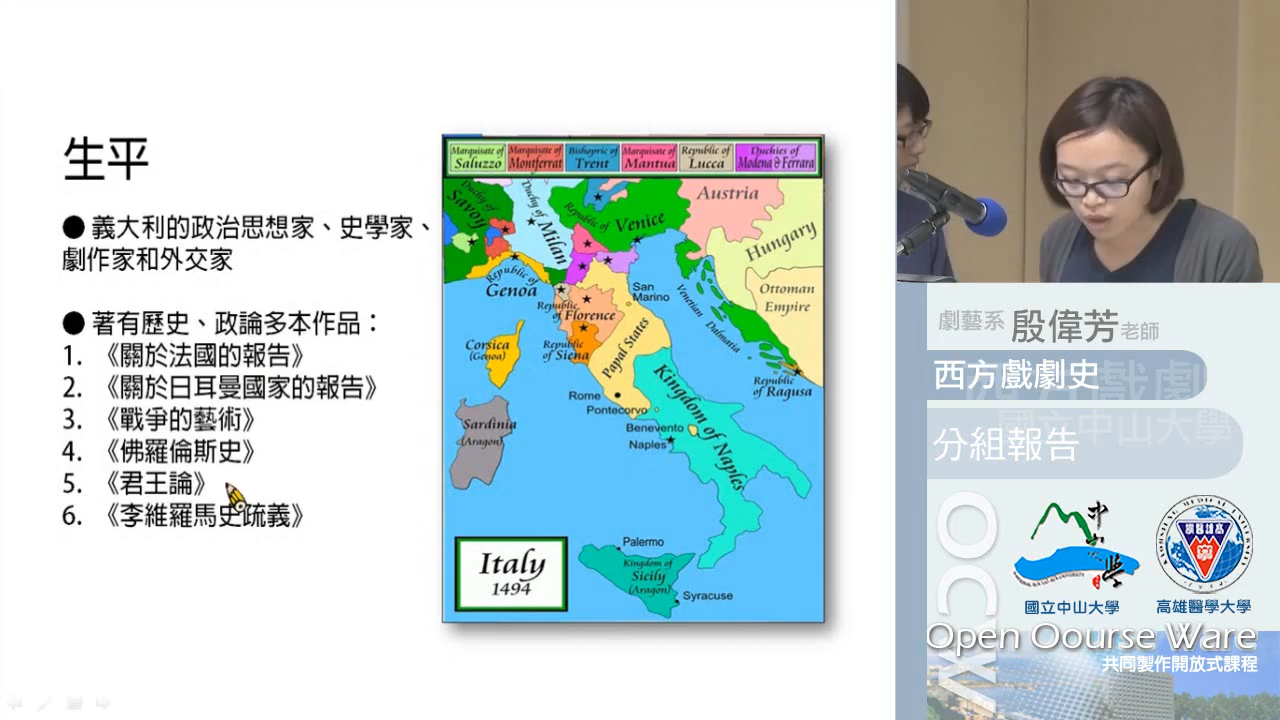 生平
● 義大利的政治思想家、史學家、
劇作家和外交家
● 著有歷史、政論多本作品：
1. 《關於法國的報告》
2. 《關於日耳曼國家的報告》
3. 《戰爭的藝術》
4. 《佛羅倫斯史》
5. 《君王論》
6. 《李維羅馬史疏義》
Marquisate of
Saluzzo
Marquisate of
Montferrat
Bishopric of
Trent
Marquisate of
Mantua
Republic of
Lucca
Duchies of
Modena & Ferrara
Duchy of
Savoy
Duchy of
Milan
Republic of
Venice
Austria
Hungary
Ottoman
Empire
Republic of
Genoa
San
Marino
Republic of
Florence
Venetian
Dalmatia
Corsica
(Genoa)
Republic
of Siena
Papal States
Republic
of Ragusa
Rome
Pontecorvo
Kingdom of Naples
Sardinia
(Aragon)
Benevento
Naples
Italy
1494
Palermo
Kingdom of
Sicily
(Aragon)
Syracuse
劇藝系 殷偉芳老師
西方戲劇史
分組報告
國立中山大學
高雄醫學大學
OCW
Open Course Ware
共同製作開放式課程